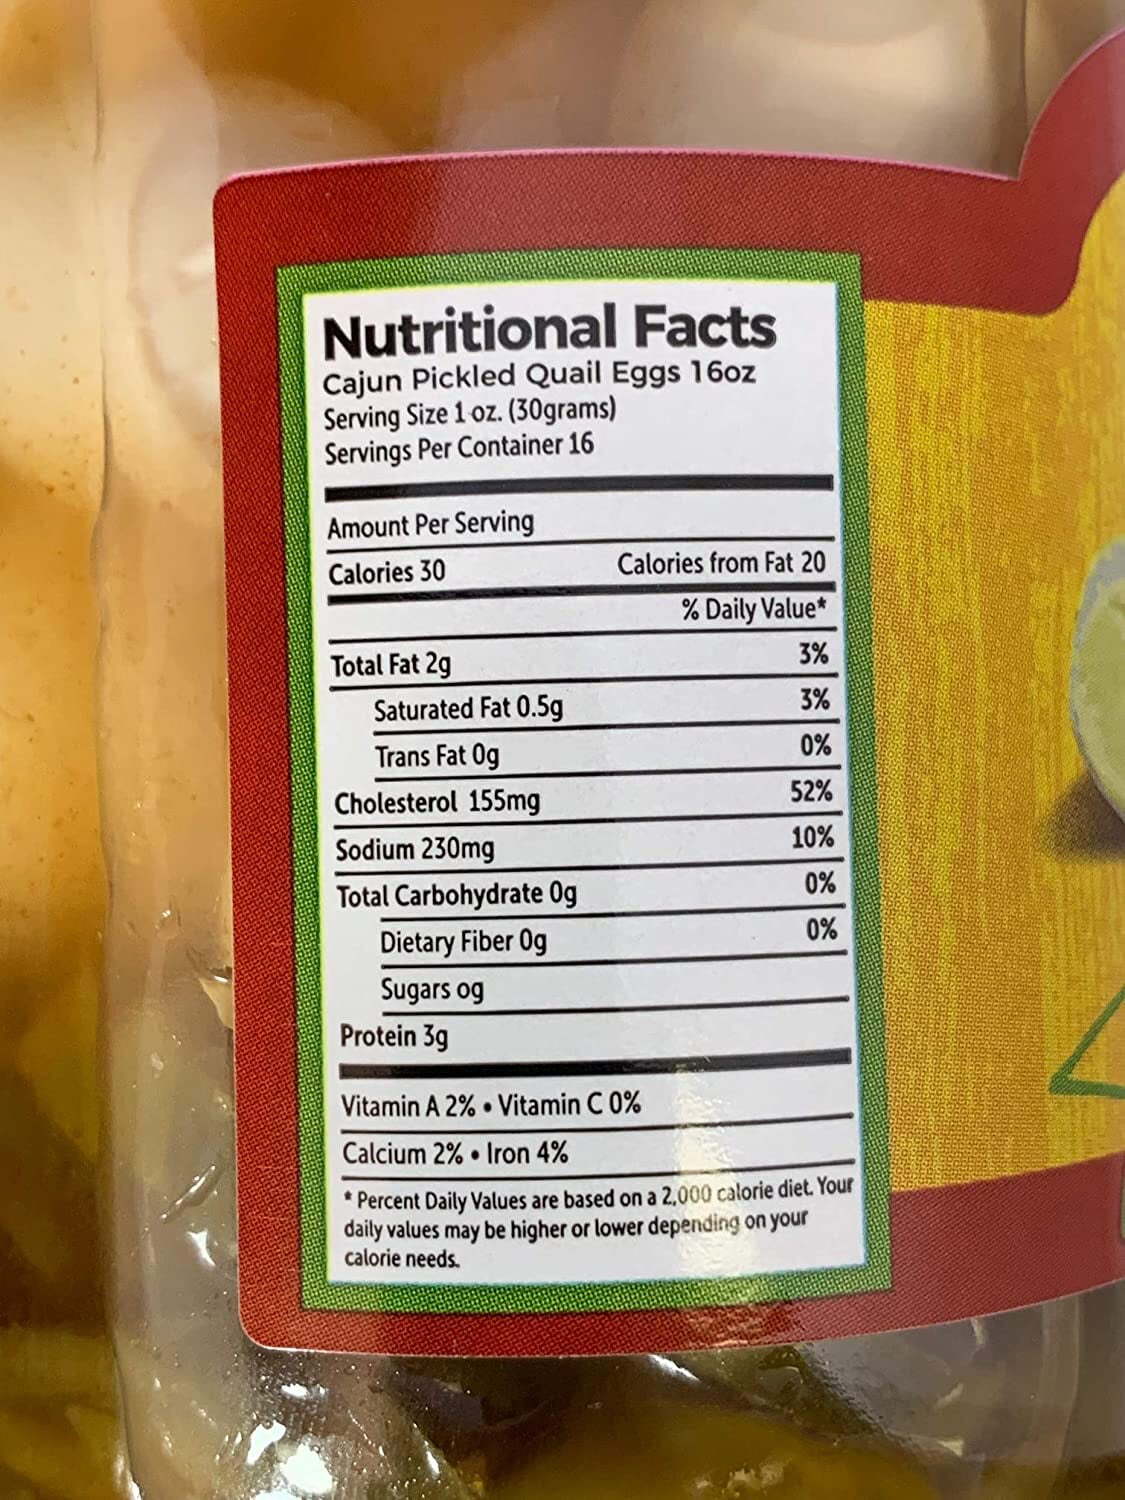 Nutritional Facts
Cajun Pickled Quail Eggs 16oz
Serving Size 1 oz. (30grams)
Servings Per Container 16
Amount Per Serving
Calories 30 Calories from Fat 20
% Daily Value*
Total Fat 2g 3%
Saturated Fat 0.5g 3%
Trans Fat 0g 0%
Cholesterol 155mg 52%
Sodium 230mg 10%
Total Carbohydrate 0g 0%
Dietary Fiber 0g 0%
Sugars og
Protein 3g
Vitamin A 2% • Vitamin C 0%
Calcium 2% • Iron 4%
* Percent Daily Values are based on a 2,000 calorie diet. Your
daily values may be higher or lower depending on your
calorie needs.